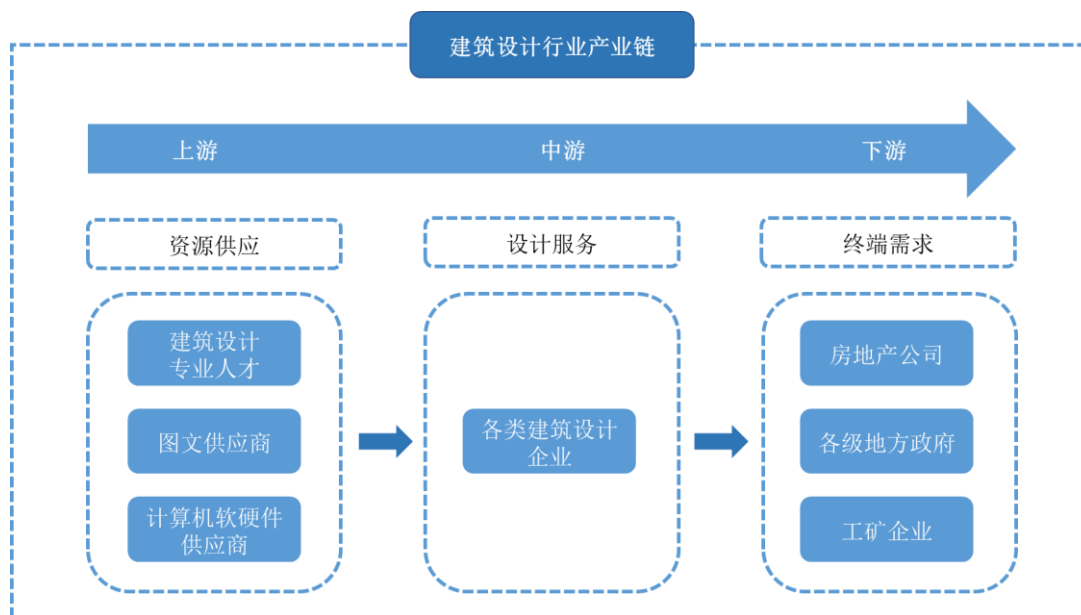 建筑设计行业产业链
上游
中游
下游
资源供应
设计服务
终端需求
建筑设计
专业人才
图文供应商
计算机软硬件
供应商
各类建筑设计
企业
房地产公司
各级地方政府
工矿企业